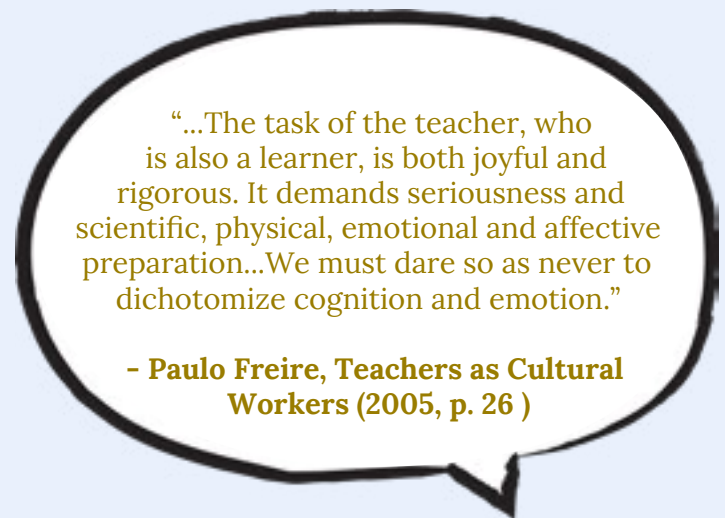 “...The task of the teacher, who
is also a learner, is both joyful and
rigorous. It demands seriousness and
scientific, physical, emotional and affective
preparation...We must dare so as never to
dichotomize cognition and emotion.”
- Paulo Freire, Teachers as Cultural
Workers (2005, p. 26 )